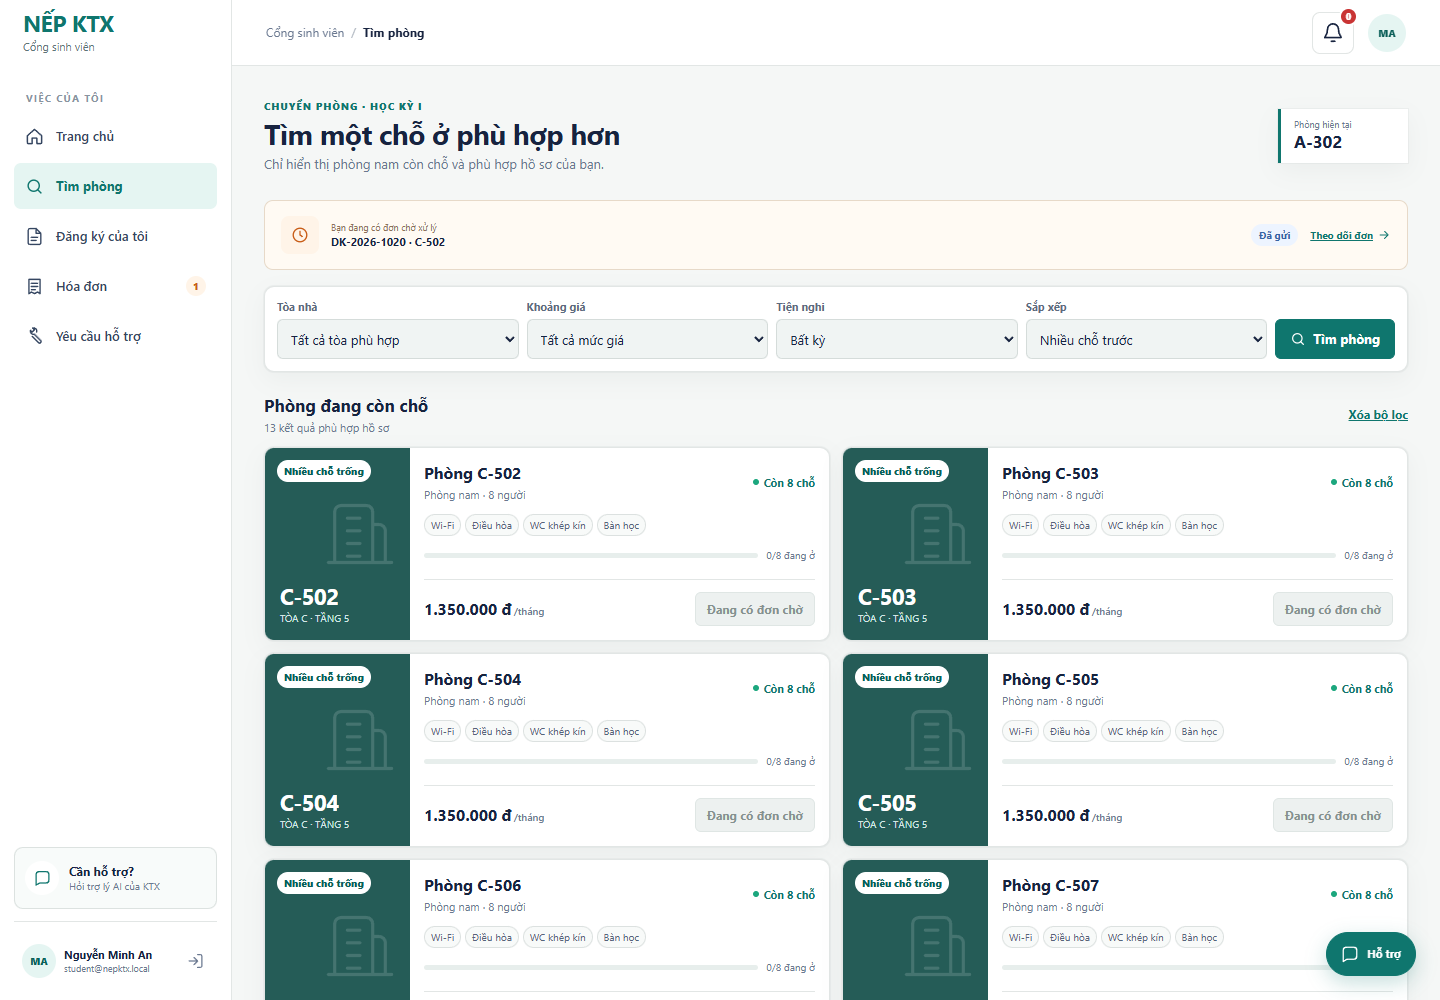 NẾP KTX
Cổng sinh viên
VIỆC CỦA TÔI
Trang chủ
Tìm phòng
Đăng ký của tôi
Hóa đơn
1
Yêu cầu hỗ trợ
Cần hỗ trợ?
Hỏi trợ lý AI của KTX
MA
Nguyễn Minh An
student@nepktx.local
Cổng sinh viên / Tìm phòng
0
MA
CHUYỂN PHÒNG · HỌC KỲ I
Tìm một chỗ ở phù hợp hơn
Chỉ hiển thị phòng nam còn chỗ và phù hợp hồ sơ của bạn.
Phòng hiện tại
A-302
Bạn đang có đơn chờ xử lý
DK-2026-1020 · C-502
Đã gửi
Theo dõi đơn →
Tòa nhà
Khoảng giá
Tiện nghi
Sắp xếp
Tất cả tòa phù hợp
Tất cả mức giá
Bất kỳ
Nhiều chỗ trước
Tìm phòng
Phòng đang còn chỗ
13 kết quả phù hợp hồ sơ
Xóa bộ lọc
Nhiều chỗ trống
C-502
TÒA C · TẦNG 5
Phòng C-502
Phòng nam · 8 người
Còn 8 chỗ
Wi-Fi
Điều hòa
WC khép kín
Bàn học
0/8 đang ở
1.350.000 đ /tháng
Đang có đơn chờ
Nhiều chỗ trống
C-503
TÒA C · TẦNG 5
Phòng C-503
Phòng nam · 8 người
Còn 8 chỗ
Wi-Fi
Điều hòa
WC khép kín
Bàn học
0/8 đang ở
1.350.000 đ /tháng
Đang có đơn chờ
Nhiều chỗ trống
C-504
TÒA C · TẦNG 5
Phòng C-504
Phòng nam · 8 người
Còn 8 chỗ
Wi-Fi
Điều hòa
WC khép kín
Bàn học
0/8 đang ở
1.350.000 đ /tháng
Đang có đơn chờ
Nhiều chỗ trống
C-505
TÒA C · TẦNG 5
Phòng C-505
Phòng nam · 8 người
Còn 8 chỗ
Wi-Fi
Điều hòa
WC khép kín
Bàn học
0/8 đang ở
1.350.000 đ /tháng
Đang có đơn chờ
Nhiều chỗ trống
Phòng C-506
Phòng nam · 8 người
Còn 8 chỗ
Wi-Fi
Điều hòa
WC khép kín
Bàn học
0/8 đang ở
Nhiều chỗ trống
Phòng C-507
Phòng nam · 8 người
Còn 8 chỗ
Wi-Fi
Điều hòa
WC khép kín
Bàn học
Hỗ trợ